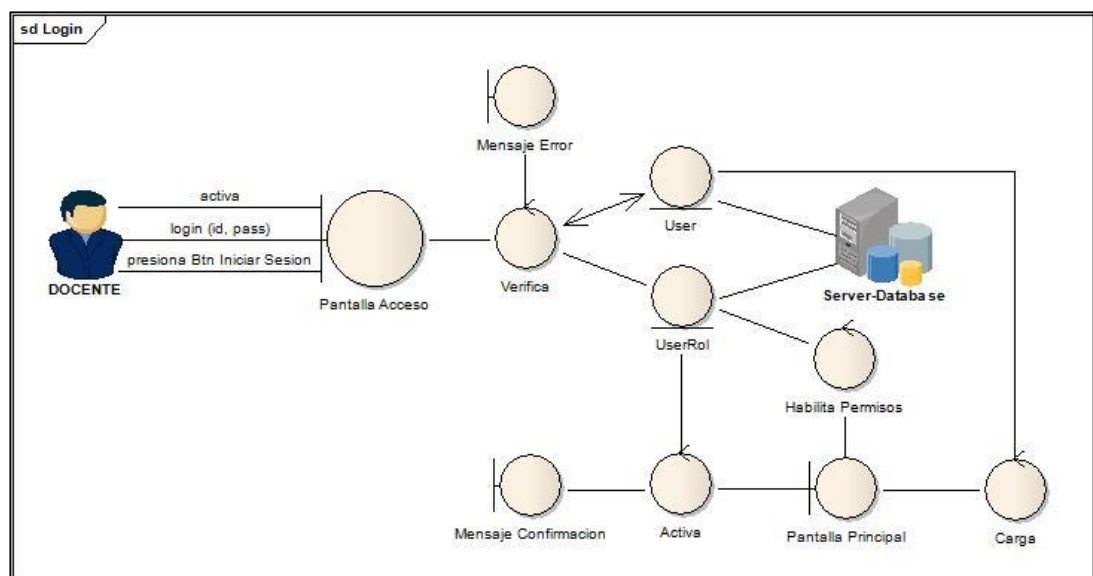 sd Login
Mensaje Error
activa
login (id, pass)
presiona Btn Iniciar Sesion
DOCENTE
Pantalla Acceso
Verifica
User
Server-Database
UserRol
Habilita Permisos
Mensaje Confirmacion
Activa
Pantalla Principal
Carga